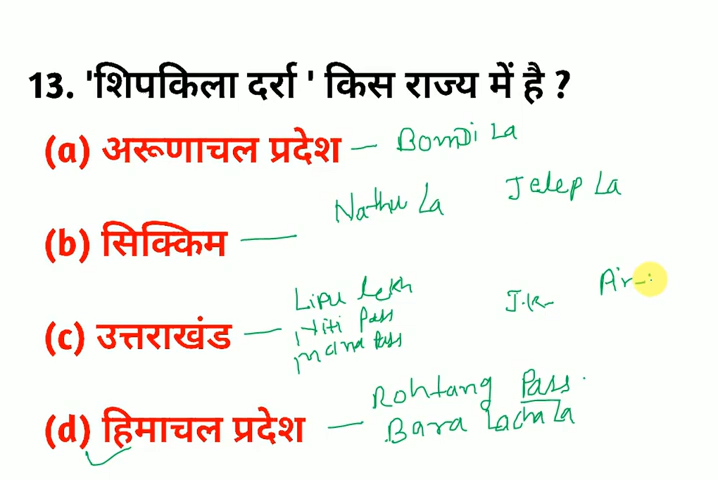 13. 'शिपकिला दर्रा ' किस राज्य में है ?
(a) अरूणाचल प्रदेश — Bomdi La
Nathu La Jelep La
(b) सिक्किम —
Lipu Lekh
(c) उत्तराखंड — Niti Pass
J.K
mana Pass
Rohtang Pass
(d) हिमाचल प्रदेश — Bara Lacha La